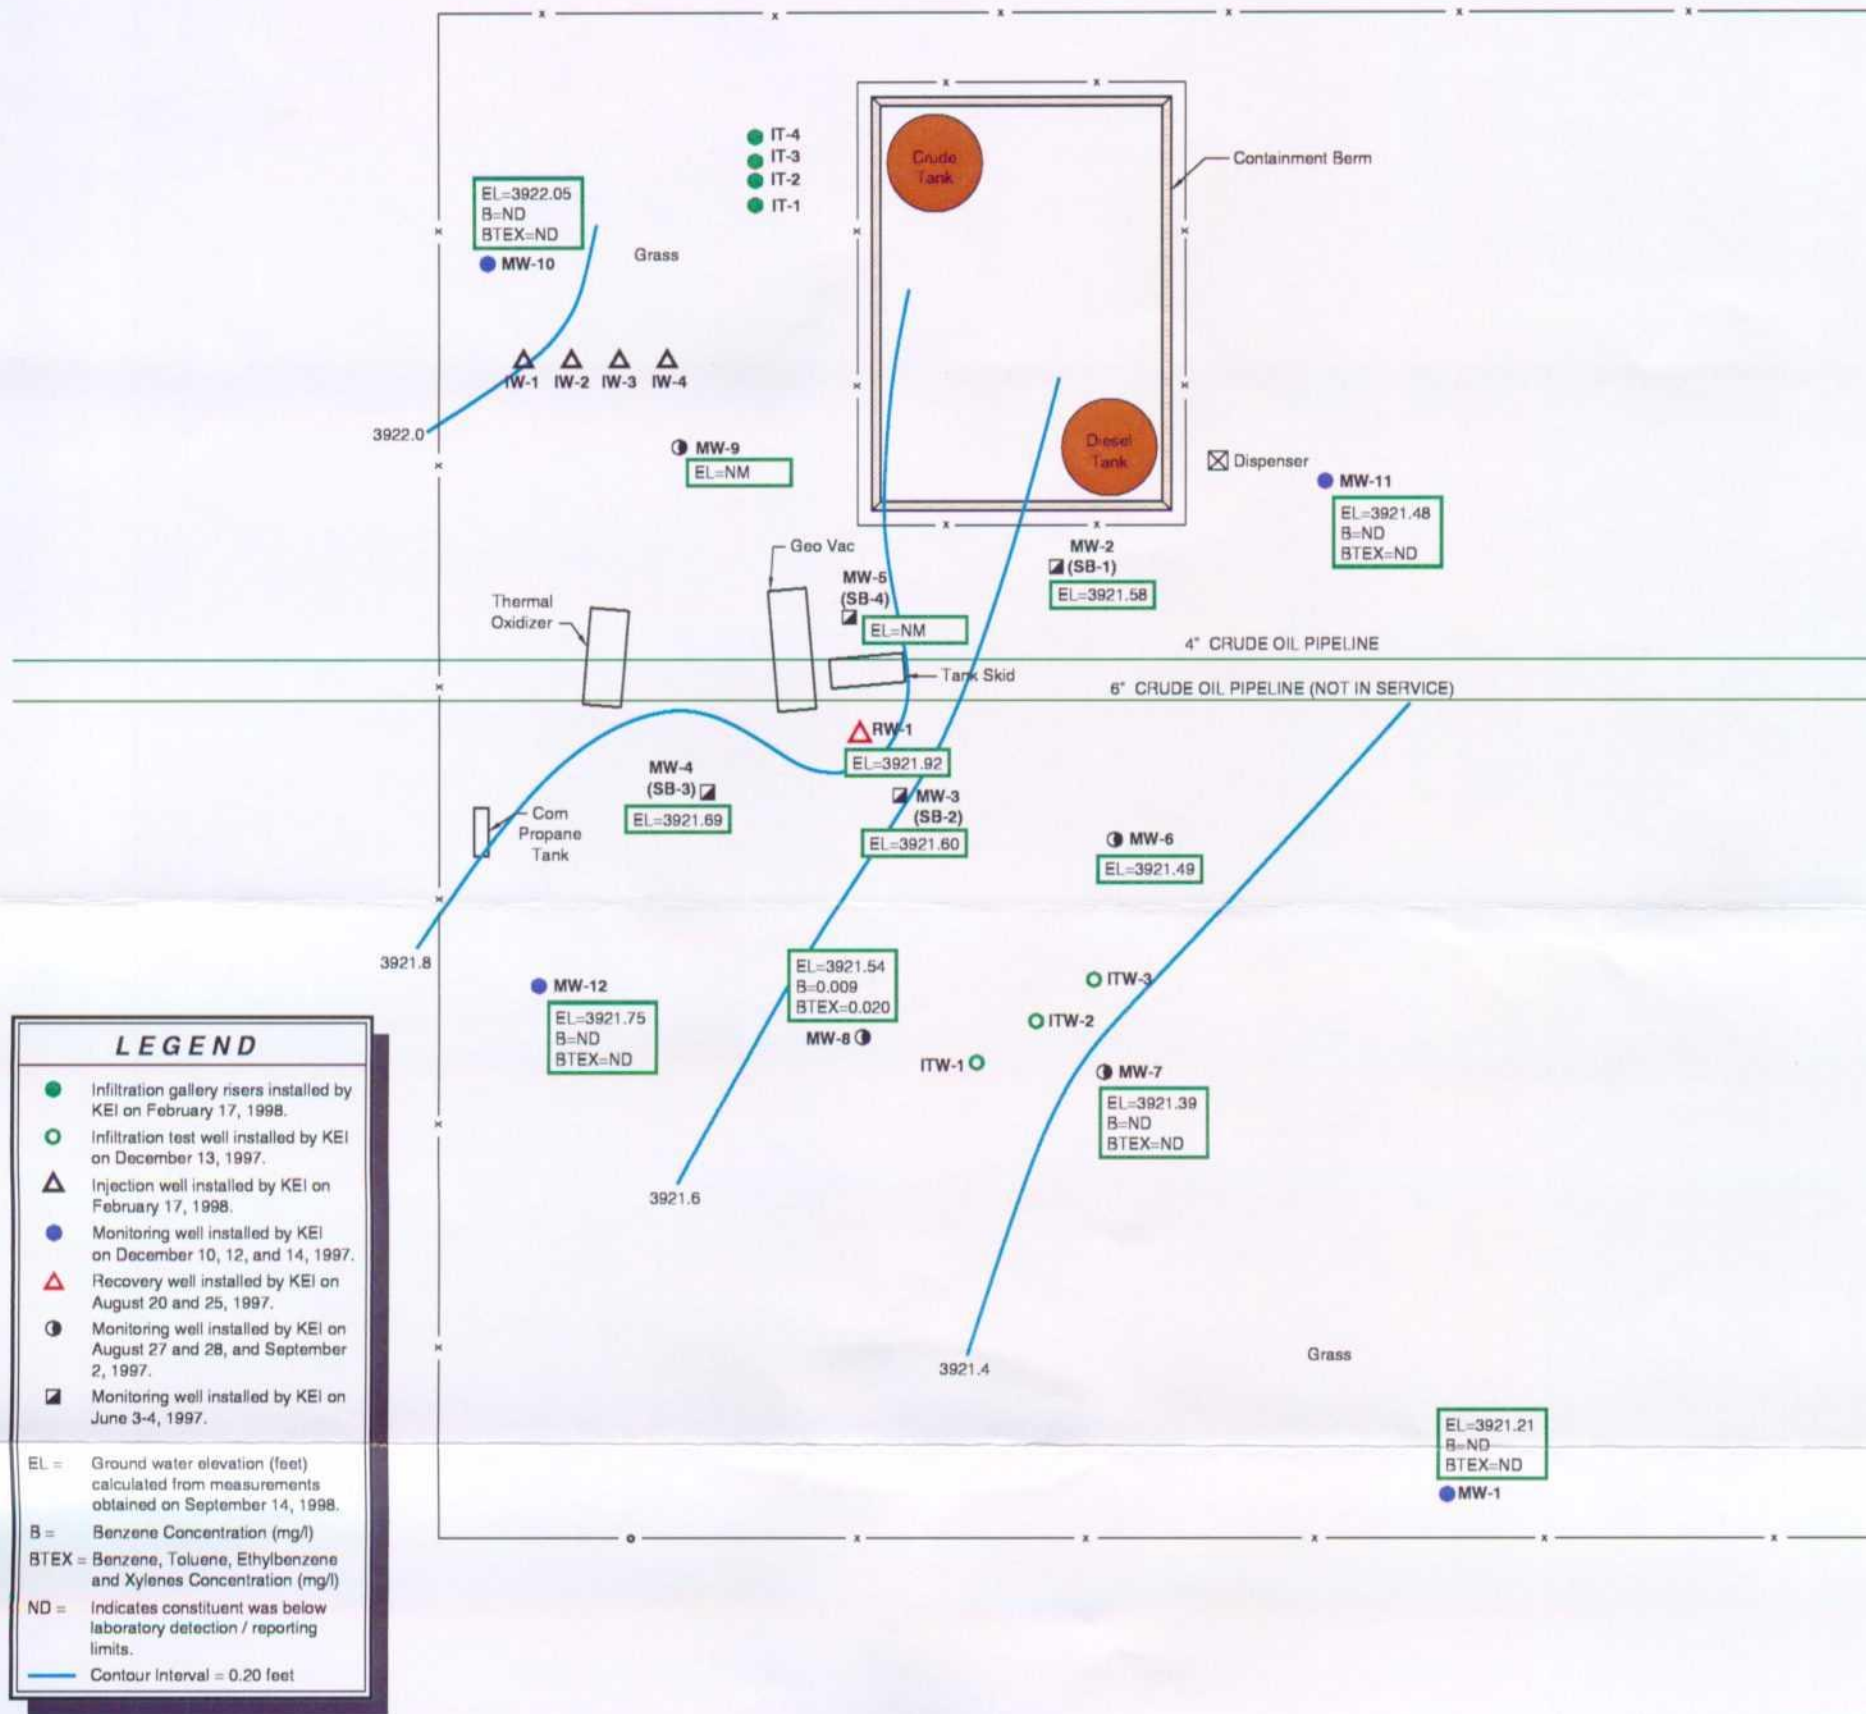 IT-4
IT-3
IT-2
IT-1
Crude
Tank
Containment Berm
EL=3922.05
B=ND
BTEX=ND
MW-10
Grass
IW-1 IW-2 IW-3 IW-4
3922.0
MW-9
EL=NM
Diesel
Tank
Dispenser
MW-11
EL=3921.48
B=ND
BTEX=ND
Geo Vac
MW-2
(SB-1)
EL=3921.58
MW-5
(SB-4)
EL=NM
Thermal
Oxidizer
4" CRUDE OIL PIPELINE
Tank Skid
6" CRUDE OIL PIPELINE (NOT IN SERVICE)
RW-1
EL=3921.92
MW-4
(SB-3)
EL=3921.69
MW-3
(SB-2)
EL=3921.60
Com
Propane
Tank
MW-6
EL=3921.49
3921.8
EL=3921.54
B=0.009
BTEX=0.020
MW-8
MW-12
EL=3921.75
B=ND
BTEX=ND
ITW-3
ITW-2
ITW-1
MW-7
EL=3921.39
B=ND
BTEX=ND
3921.6
3921.4
Grass
EL=3921.21
B=ND
BTEX=ND
MW-1
LEGEND
Infiltration gallery risers installed by
KEI on February 17, 1998.
Infiltration test well installed by KEI
on December 13, 1997.
Injection well installed by KEI on
February 17, 1998.
Monitoring well installed by KEI
on December 10, 12, and 14, 1997.
Recovery well installed by KEI on
August 20 and 25, 1997.
Monitoring well installed by KEI on
August 27 and 28, and September
2, 1997.
Monitoring well installed by KEI on
June 3-4, 1997.
EL = Ground water elevation (feet)
calculated from measurements
obtained on September 14, 1998.
B = Benzene Concentration (mg/l)
BTEX = Benzene, Toluene, Ethylbenzene
and Xylenes Concentration (mg/l)
ND = Indicates constituent was below
laboratory detection / reporting
limits.
Contour Interval = 0.20 feet